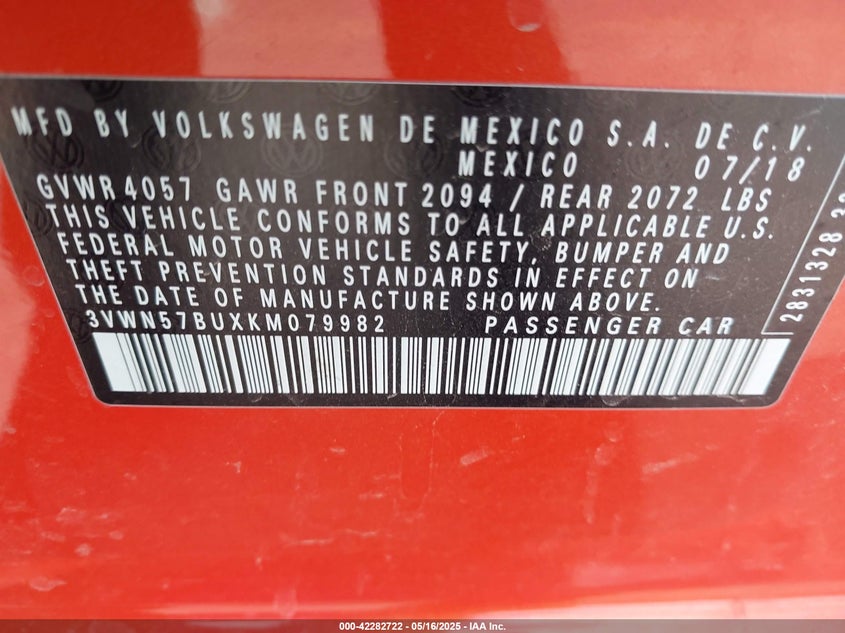 MFD BY VOLKSWAGEN DE MEXICO S.A. DE C.V.
MEXICO 07/18
GVWR 4057 GAWR FRONT 2094 / REAR 2072 LBS
THIS VEHICLE CONFORMS TO ALL APPLICABLE U.S.
FEDERAL MOTOR VEHICLE SAFETY, BUMPER AND
THEFT PREVENTION STANDARDS IN EFFECT ON
THE DATE OF MANUFACTURE SHOWN ABOVE.
3VWN57BUXKM079982 PASSENGER CAR
2831328
000-42282722 - 05/16/2025 - IAA Inc.